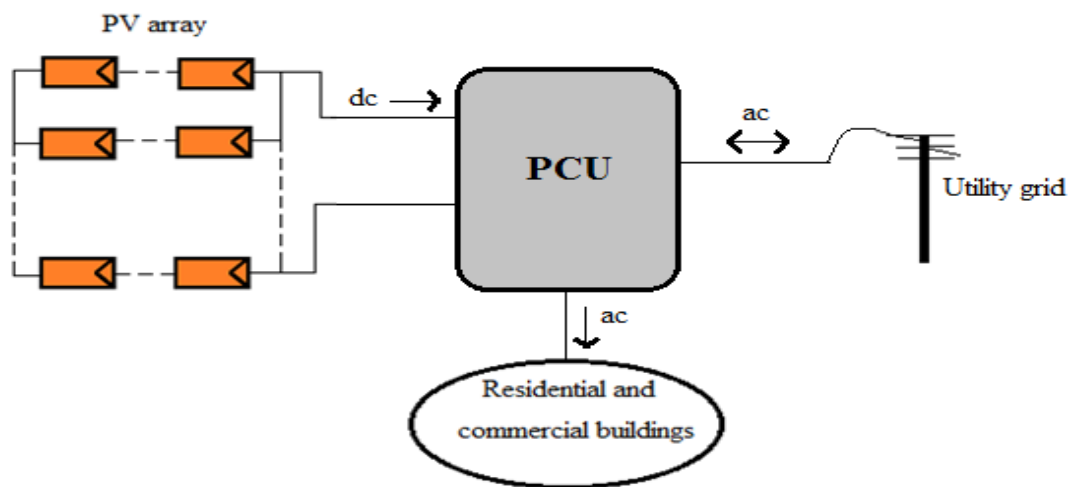 PV array
dc
PCU
ac
Utility grid
ac
Residential and
commercial buildings